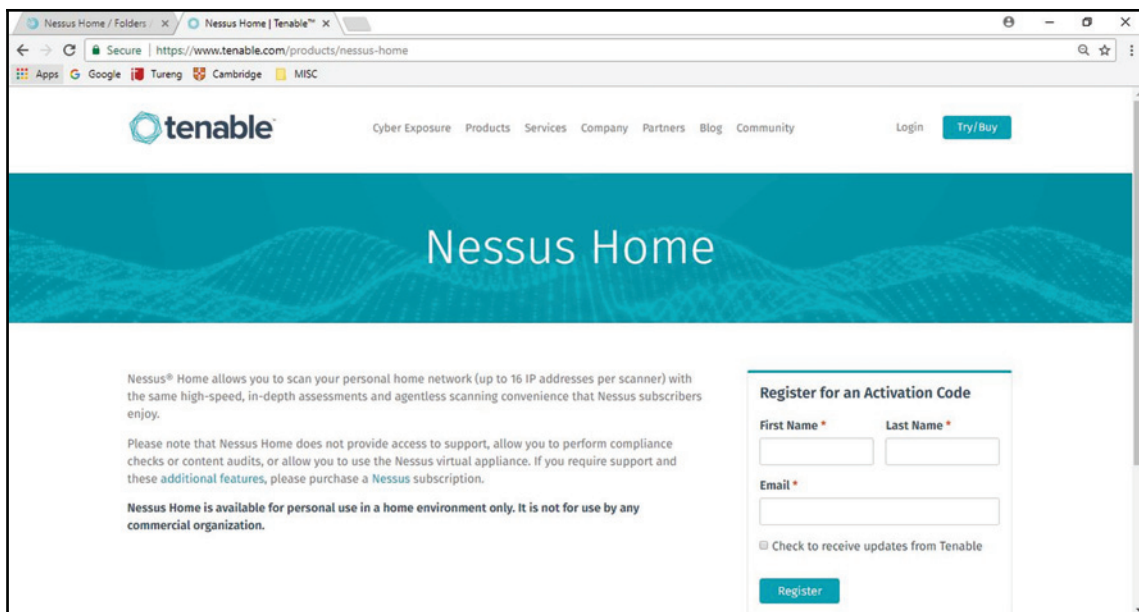 Nessus Home / Folders /
Nessus Home | Tenable™
Secure | https://www.tenable.com/products/nessus-home
Apps Google Tureng Cambridge MISC
tenable
Cyber Exposure Products Services Company Partners Blog Community Login Try/Buy
Nessus Home
Nessus® Home allows you to scan your personal home network (up to 16 IP addresses per scanner) with
the same high-speed, in-depth assessments and agentless scanning convenience that Nessus subscribers
enjoy.
Please note that Nessus Home does not provide access to support, allow you to perform compliance
checks or content audits, or allow you to use the Nessus virtual appliance. If you require support and
these additional features, please purchase a Nessus subscription.
Nessus Home is available for personal use in a home environment only. It is not for use by any
commercial organization.
Register for an Activation Code
First Name * Last Name *
Email *
Check to receive updates from Tenable
Register